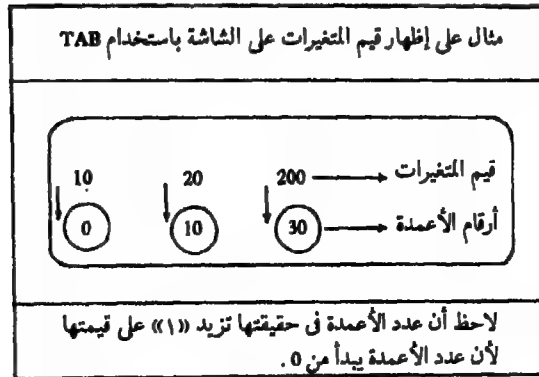 مثال على إظهار قيم المتغيرات على الشاشة باستخدام TAB
10 20 200 قيم المتغيرات
0 10 30 أرقام الأعمدة
لاحظ أن عدد الأعمدة فى حقيقتها تزيد «١» على قيمتها
لأن عدد الأعمدة يبدأ من 0 .